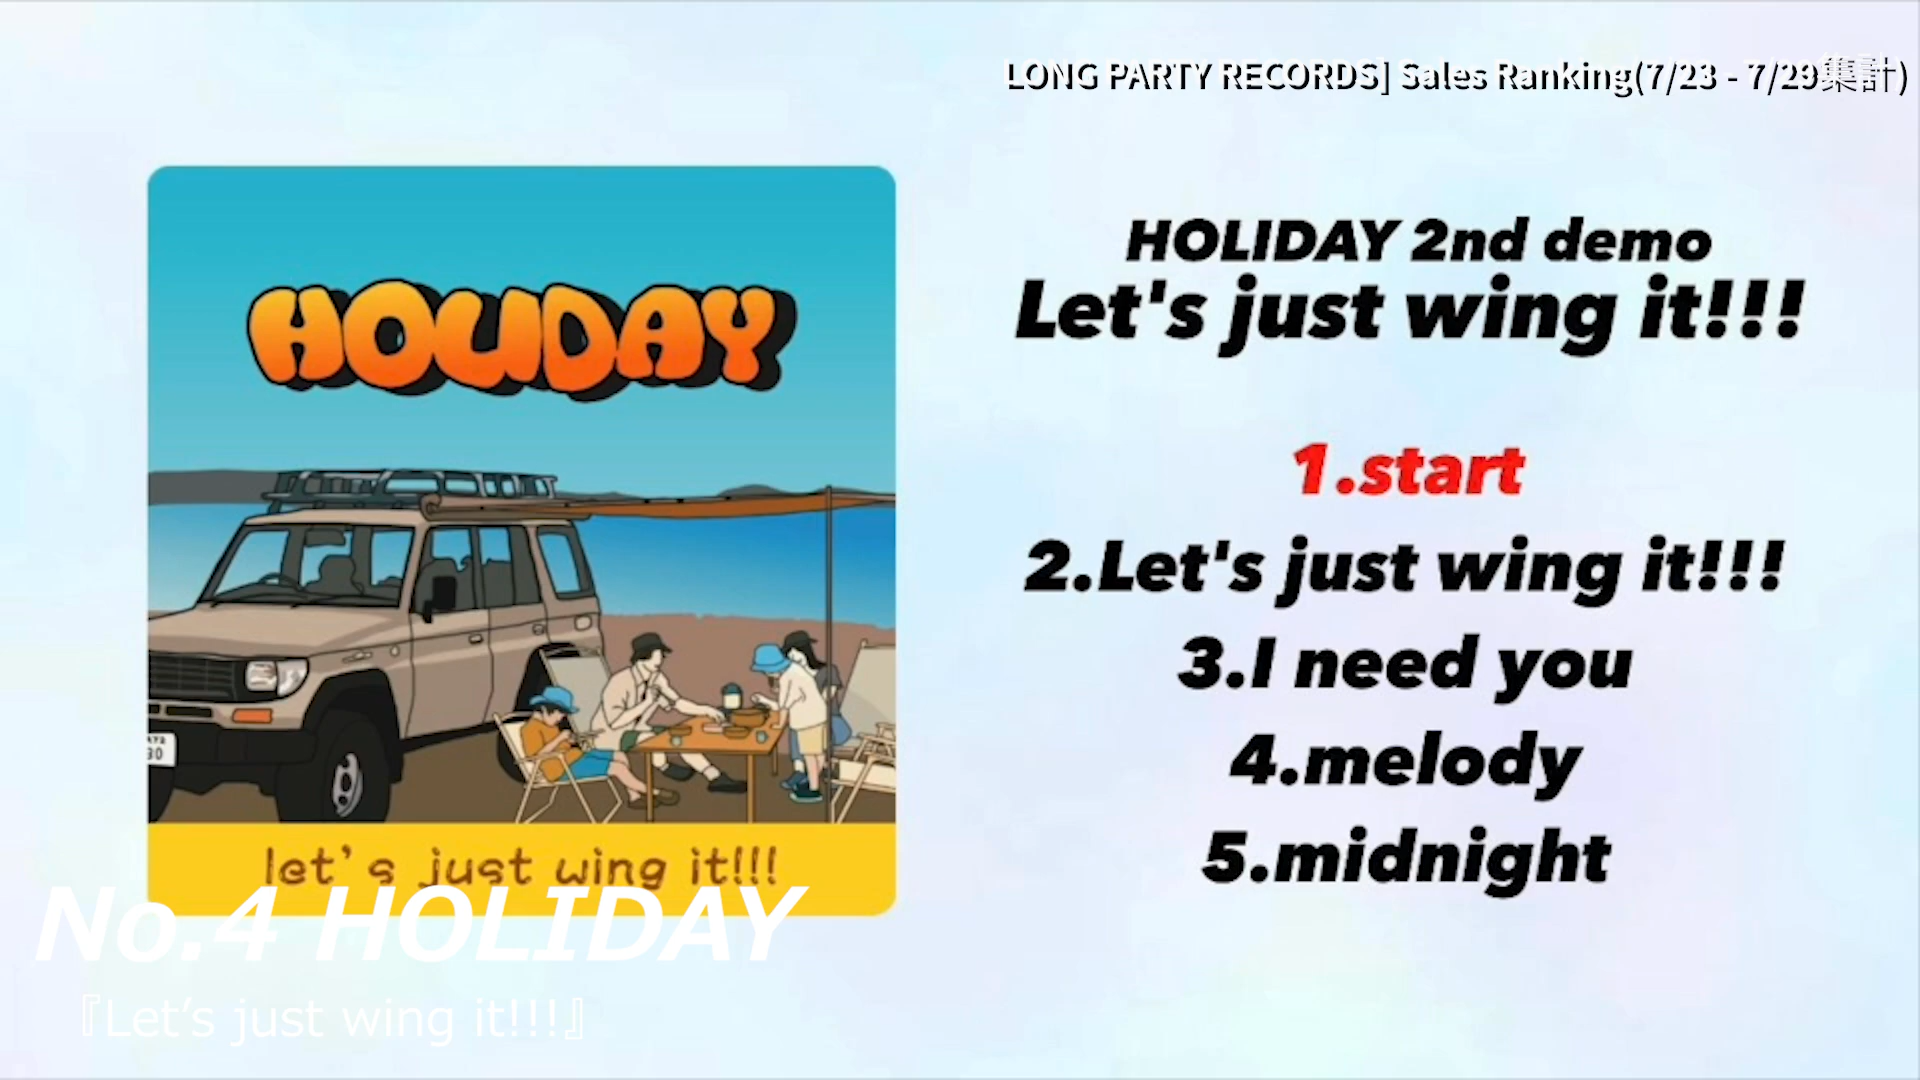 LONG PARTY RECORDS] Sales Ranking(7/23 - 7/29集計)
HOLIDAY
let's just wing it!!!
HOLIDAY 2nd demo
Let's just wing it!!!
1.start
2.Let's just wing it!!!
3.I need you
4.melody
5.midnight
No.4 HOLIDAY
『Let’s just wing it!!!』